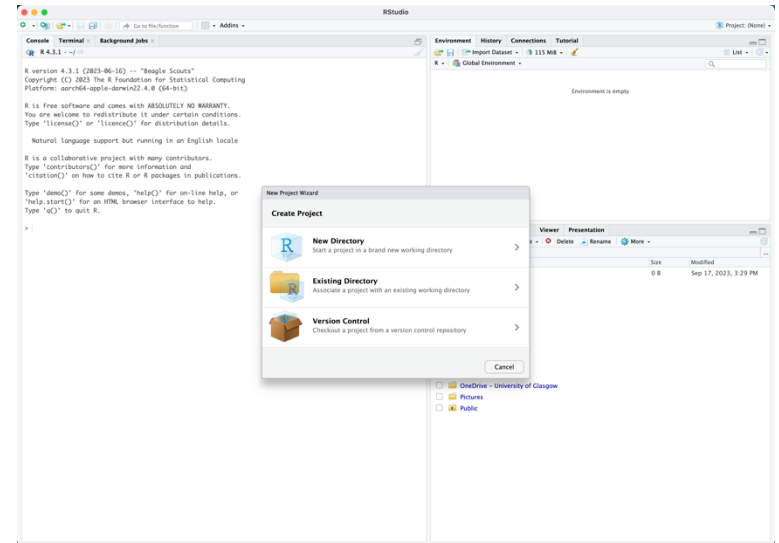 RStudio
Go to file/function
Addins
Project: (None)
Console Terminal Background Jobs
R 4.3.1 · ~/
R version 4.3.1 (2023-06-16) -- "Beagle Scouts"
Copyright (C) 2023 The R Foundation for Statistical Computing
Platform: aarch64-apple-darwin22.4.0 (64-bit)
R is free software and comes with ABSOLUTELY NO WARRANTY.
You are welcome to redistribute it under certain conditions.
Type 'license()' or 'licence()' for distribution details.
Natural language support but running in an English locale
R is a collaborative project with many contributors.
Type 'contributors()' for more information and
'citation()' on how to cite R or R packages in publications.
Type 'demo()' for some demos, 'help()' for on-line help, or
'help.start()' for an HTML browser interface to help.
Type 'q()' to quit R.
>
Environment History Connections Tutorial
Import Dataset 115 MiB List
R Global Environment
Environment is empty
New Project Wizard
Create Project
New Directory
Start a project in a brand new working directory
Existing Directory
Associate a project with an existing working directory
Version Control
Checkout a project from a version control repository
Cancel
Viewer Presentation
Delete Rename More
Size Modified
0 B Sep 17, 2023, 3:29 PM
OneDrive - University of Glasgow
Pictures
Public